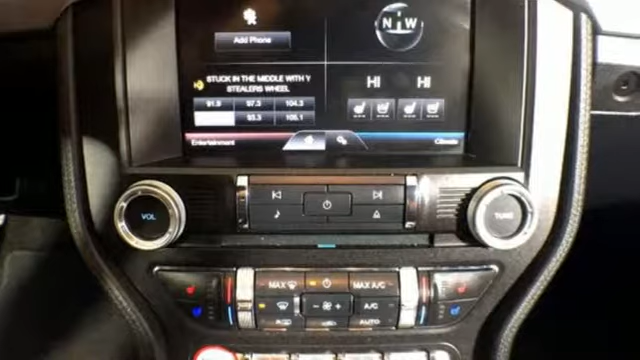 N W
Add Phone
STUCK IN THE MIDDLE WITH Y
STEALERS WHEEL
HI HI
91.9 97.3 104.3
93.3 105.1
Entertainment
Climate
VOL
TUNE
MAX
MAX A/C
- +
A/C
AUTO